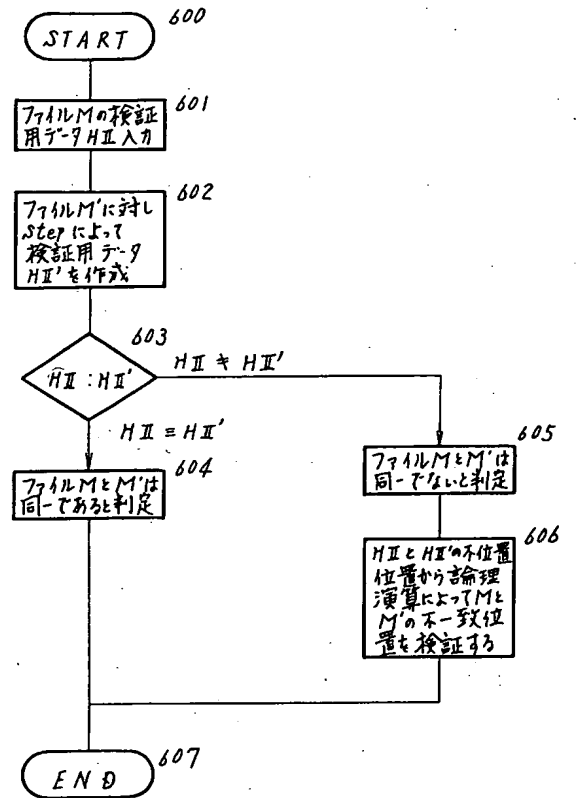 600
START
601
ファイルMの検証
用データHⅡ入力
602
ファイルM'に対し
stepによって
検証用データ
HⅡ'を作成
603
HⅡ:HⅡ'
HⅡ≠HⅡ'
HⅡ=HⅡ'
604
ファイルMとM'は
同一であると判定
605
ファイルMとM'は
同一でないと判定
606
HⅡとHⅡ'の不位置
位置から論理
演算によってMと
M'の不一致位
置を検証する
607
END